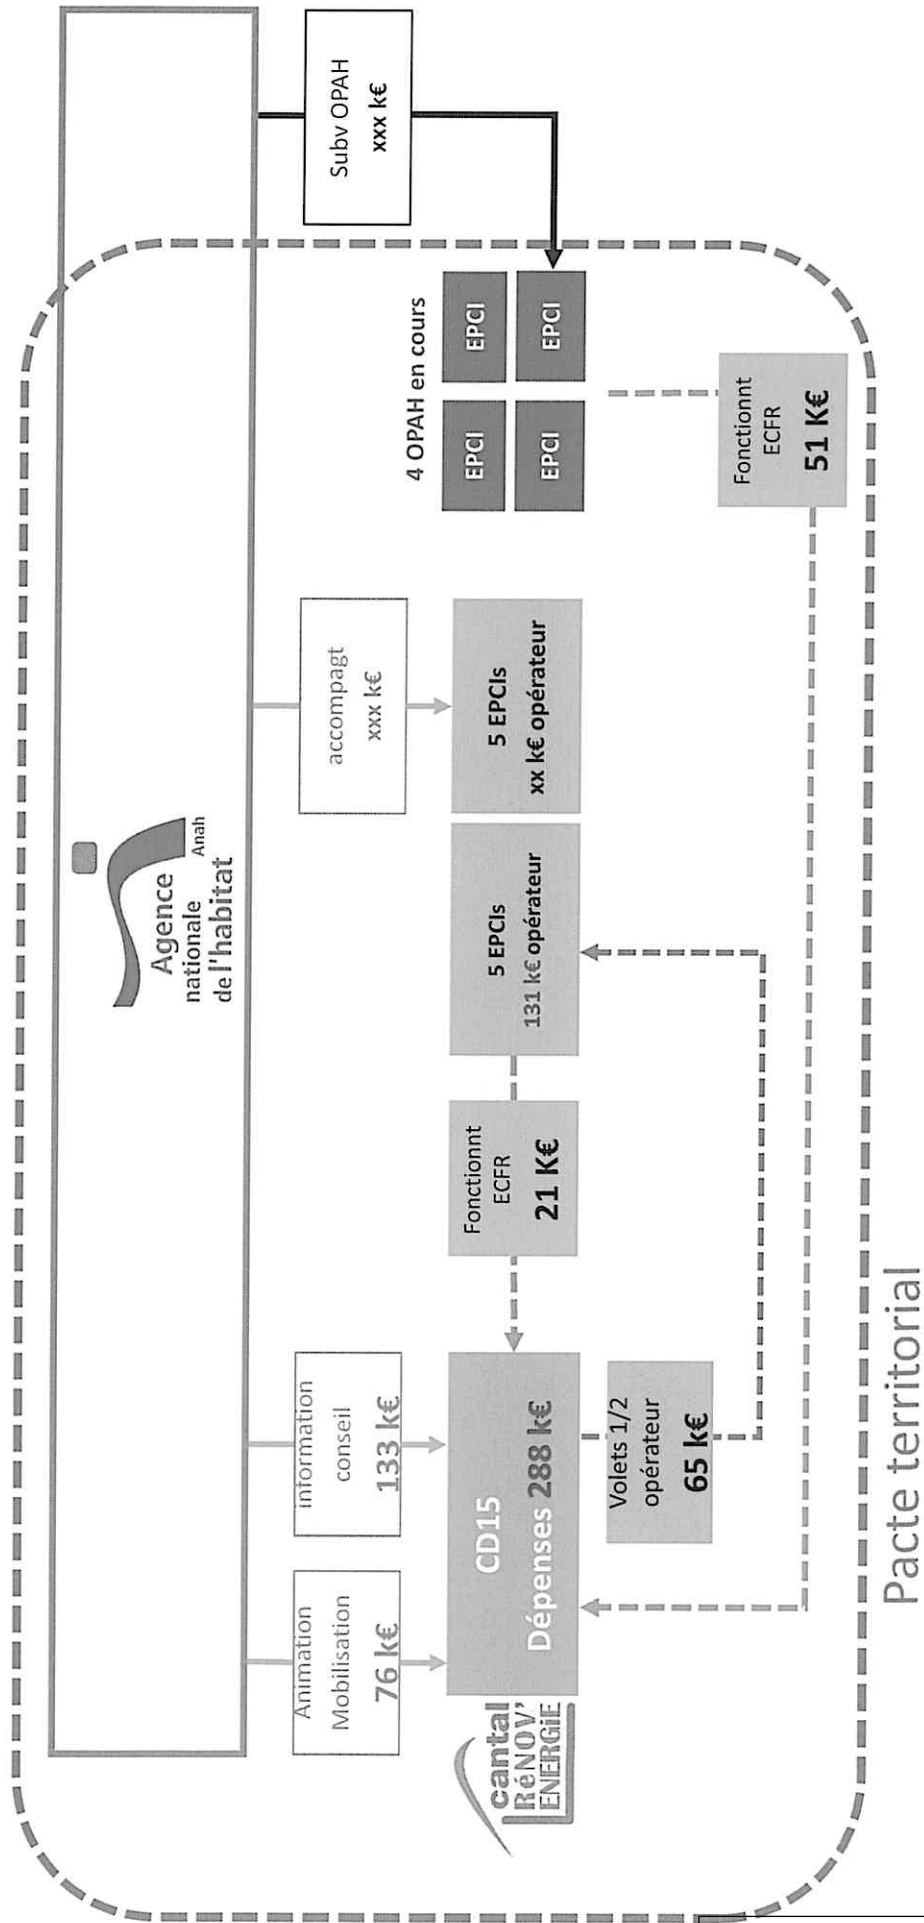 Agence
nationale
de l'habitat
Anah
Animation
Mobilisation
76 k€
information
conseil
133 k€
accompagt
xxx k€
Subv OPAH
xxx k€
cantal
RéNOV'
ENERGiE
CD15
Dépenses 288 k€
Fonctionnt
ECFR
21 K€
5 EPCIs
131 k€ opérateur
5 EPCIs
xx k€ opérateur
4 OPAH en cours
EPCI
EPCI
EPCI
EPCI
Volets 1/2
opérateur
65 k€
Fonctionnt
ECFR
51 K€
Pacte territorial